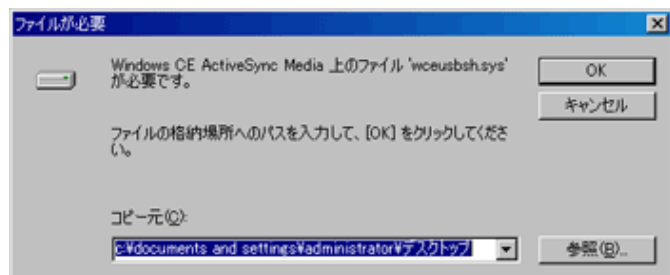 ファイルが必要
Windows CE ActiveSync Media 上のファイル 'wceusbsh.sys'
が必要です。
OK
キャンセル
ファイルの格納場所へのパスを入力して、[OK] をクリックしてくださ
い。
コピー元(C):
c:¥documents and settings¥administrator¥デスクトップ
参照(B)...